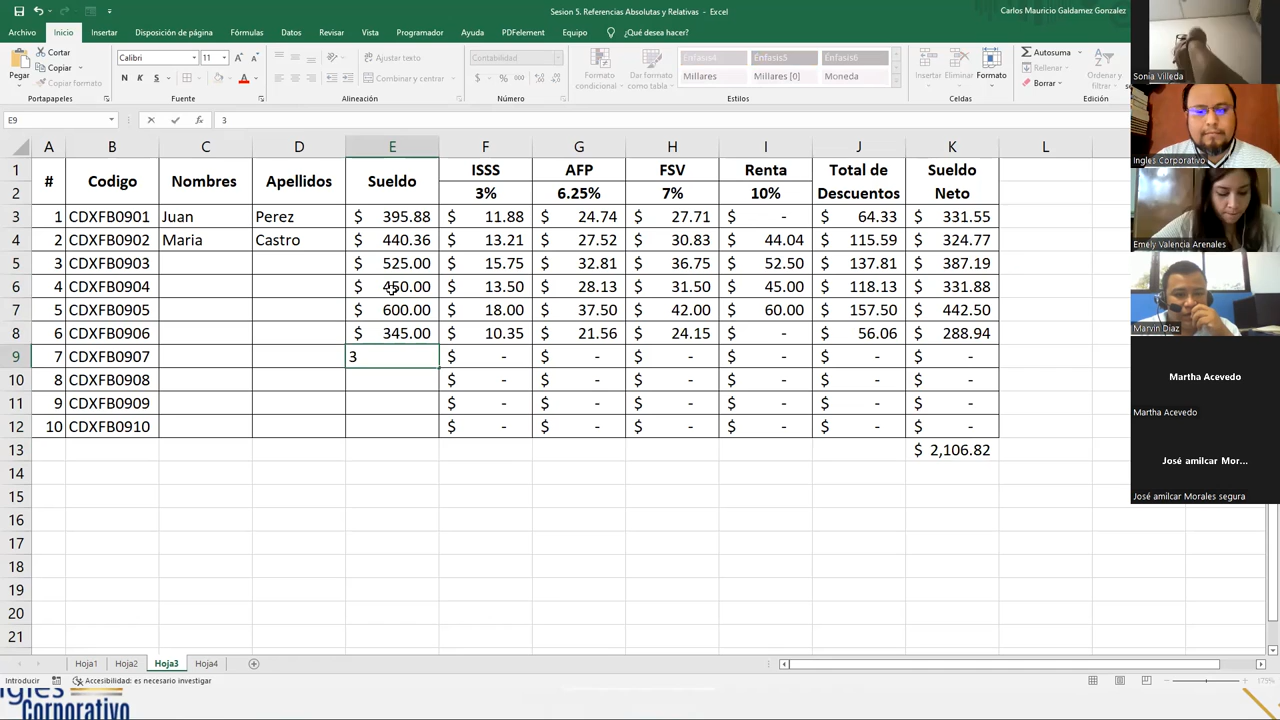 Sesion 5. Referencias Absolutas y Relativas - Excel
Carlos Mauricio Galdamez Gonzalez
Archivo Inicio Insertar Disposición de página Fórmulas Datos Revisar Vista Programador Ayuda PDFelement Equipo ¿Qué desea hacer?
Pegar
Cortar
Copiar
Copiar formato
Portapapeles
Calibri 11
N K S
Fuente
Ajustar texto
Combinar y centrar
Alineación
Contabilidad
$ % 000
Número
Formato condicional
Dar formato como tabla
Énfasis4 Énfasis5 Énfasis6
Millares Millares [0] Moneda
Estilos
Insertar Eliminar Formato
Celdas
Autosuma
Rellenar
Borrar
Ordenar y filtrar
Edición
E9 fx 3
A B C D E F G H I J K L
1 # Codigo Nombres Apellidos Sueldo ISSS AFP FSV Renta Total de Descuentos Sueldo Neto
2 3% 6.25% 7% 10%
3 1 CDXFB0901 Juan Perez $ 395.88 $ 11.88 $ 24.74 $ 27.71 $ - $ 64.33 $ 331.55
4 2 CDXFB0902 Maria Castro $ 440.36 $ 13.21 $ 27.52 $ 30.83 $ 44.04 $ 115.59 $ 324.77
5 3 CDXFB0903 $ 525.00 $ 15.75 $ 32.81 $ 36.75 $ 52.50 $ 137.81 $ 387.19
6 4 CDXFB0904 $ 450.00 $ 13.50 $ 28.13 $ 31.50 $ 45.00 $ 118.13 $ 331.88
7 5 CDXFB0905 $ 600.00 $ 18.00 $ 37.50 $ 42.00 $ 60.00 $ 157.50 $ 442.50
8 6 CDXFB0906 $ 345.00 $ 10.35 $ 21.56 $ 24.15 $ - $ 56.06 $ 288.94
9 7 CDXFB0907 3 $ - $ - $ - $ - $ - $ -
10 8 CDXFB0908 $ - $ - $ - $ - $ - $ -
11 9 CDXFB0909 $ - $ - $ - $ - $ - $ -
12 10 CDXFB0910 $ - $ - $ - $ - $ - $ -
13 $ 2,106.82
14
15
16
17
18
19
20
21
Hoja1 Hoja2 Hoja3 Hoja4
Introducir Accesibilidad: es necesario investigar
175%
Ingles
Corporativo
Sonia Villeda
Ingles Corporativo
Emely Valencia Arenales
Marvin Diaz
Martha Acevedo
Martha Acevedo
José amilcar Mor...
José amilcar Morales segura